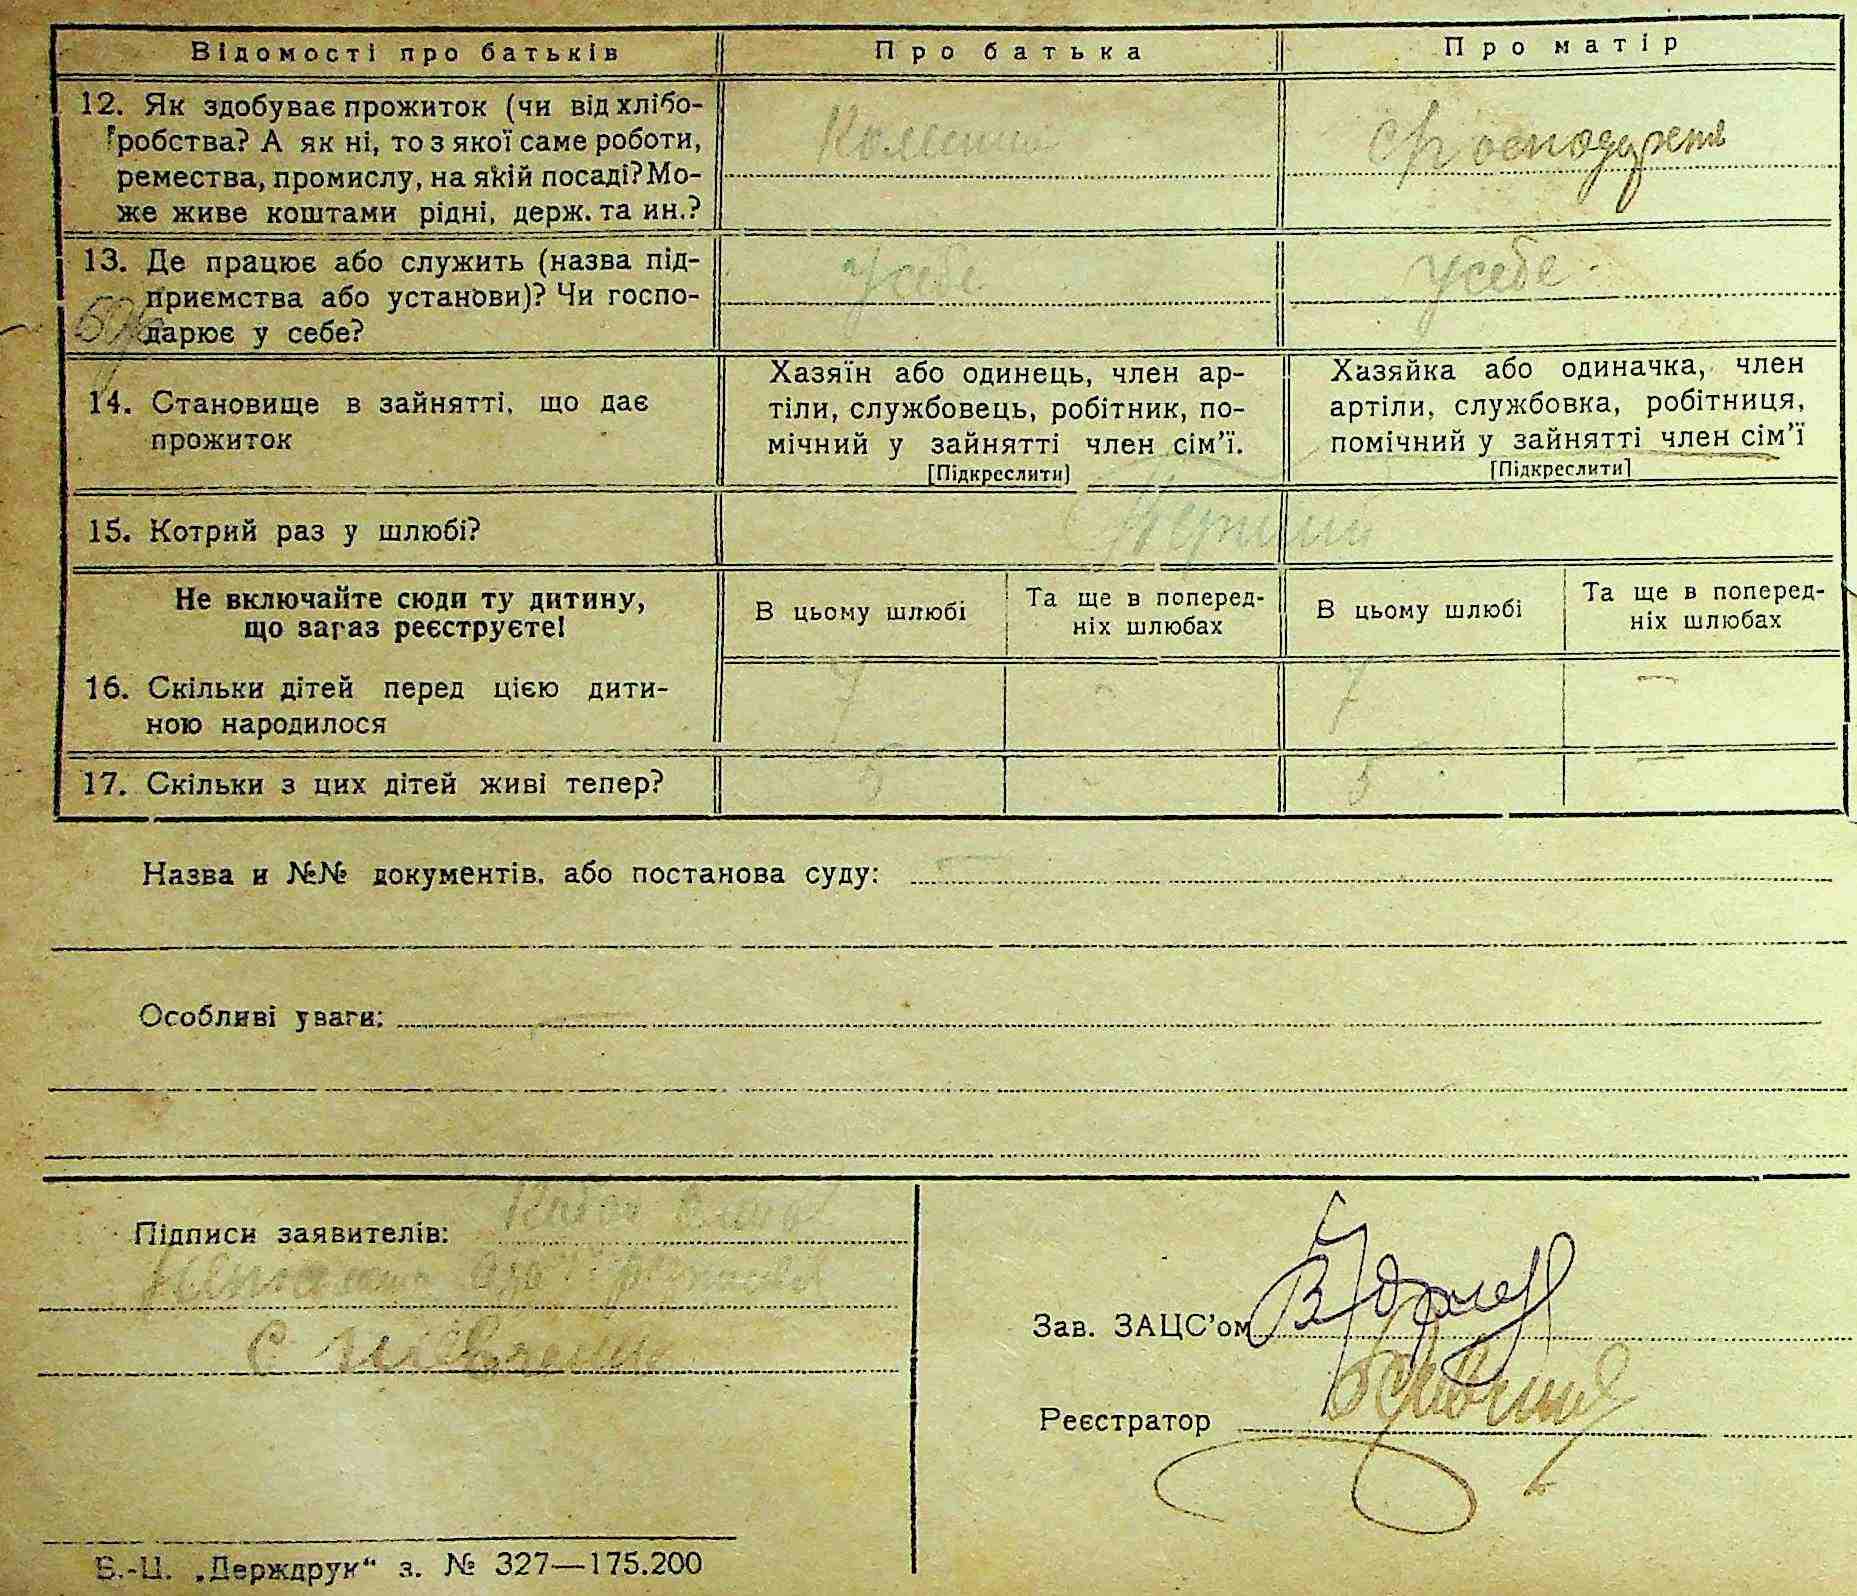 Відомості про батьків
Про батька
Про матір
12. Як здобуває прожиток (чи від хлібо-
робства? А як ні, то з якої саме роботи,
ремества, промислу, на якій посаді? Мо-
же живе коштами рідні, держ. та ин.?
13. Де працює або служить (назва під-
приємства або установи)? Чи госпо-
дарює у себе?
У себе
У себе
14. Становище в зайнятті, що дає
прожиток
Хазяїн або одинець, член ар-
тіли, службовець, робітник, по-
мічний у зайнятті член сім'ї.
[Підкреслити]
Хазяйка або одиначка, член
артіли, службовка, робітниця,
помічний у зайнятті член сім'ї
[Підкреслити]
15. Котрий раз у шлюбі?
Не включайте сюди ту дитину,
що зараз реєструєте!
В цьому шлюбі
Та ще в поперед-
ніх шлюбах
В цьому шлюбі
Та ще в поперед-
ніх шлюбах
16. Скільки дітей перед цією дити-
ною народилося
7 - 7 -
17. Скільки з цих дітей живі тепер?
5 - 5 -
Назва и №№ документів, або постанова суду:
Особливі уваги:
Підписи заявителів:
Зав. ЗАЦС'ом
Реєстратор
В.-Ц. „Держдрук“ з. № 327—175.200